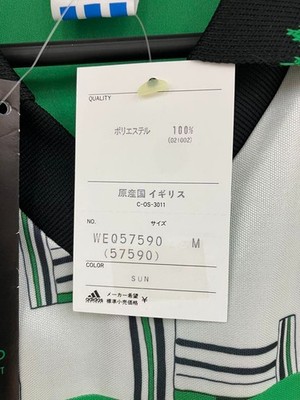 QUALITY
ポリエステル 100%
(021002)
原産国 イギリス
C-OS-3011
NO. サイズ
WE057590 M
(57590)
COLOR
SUN
adidas
メーカー希望
標準小売価格 ¥